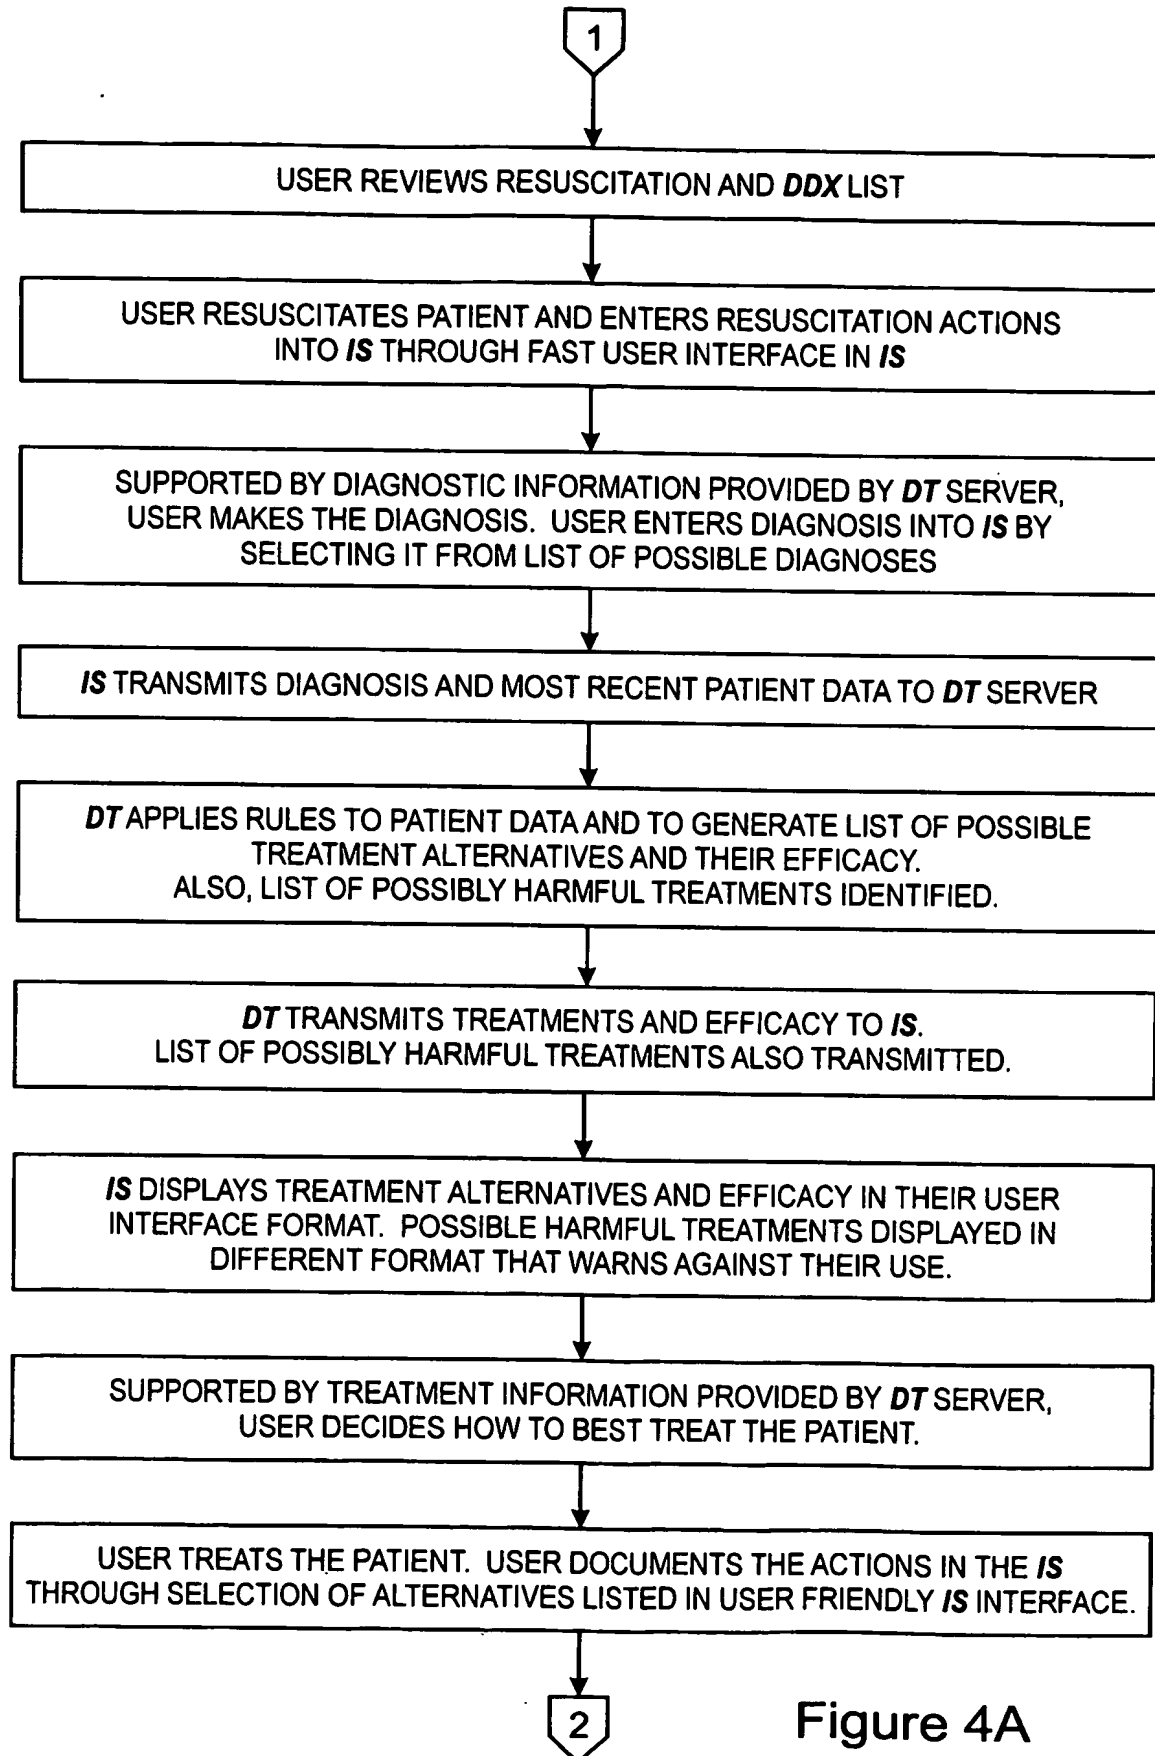 1
USER REVIEWS RESUSCITATION AND DDX LIST
USER RESUSCITATES PATIENT AND ENTERS RESUSCITATION ACTIONS
INTO IS THROUGH FAST USER INTERFACE IN IS
SUPPORTED BY DIAGNOSTIC INFORMATION PROVIDED BY DT SERVER,
USER MAKES THE DIAGNOSIS. USER ENTERS DIAGNOSIS INTO IS BY
SELECTING IT FROM LIST OF POSSIBLE DIAGNOSES
IS TRANSMITS DIAGNOSIS AND MOST RECENT PATIENT DATA TO DT SERVER
DT APPLIES RULES TO PATIENT DATA AND TO GENERATE LIST OF POSSIBLE
TREATMENT ALTERNATIVES AND THEIR EFFICACY.
ALSO, LIST OF POSSIBLY HARMFUL TREATMENTS IDENTIFIED.
DT TRANSMITS TREATMENTS AND EFFICACY TO IS.
LIST OF POSSIBLY HARMFUL TREATMENTS ALSO TRANSMITTED.
IS DISPLAYS TREATMENT ALTERNATIVES AND EFFICACY IN THEIR USER
INTERFACE FORMAT. POSSIBLE HARMFUL TREATMENTS DISPLAYED IN
DIFFERENT FORMAT THAT WARNS AGAINST THEIR USE.
SUPPORTED BY TREATMENT INFORMATION PROVIDED BY DT SERVER,
USER DECIDES HOW TO BEST TREAT THE PATIENT.
USER TREATS THE PATIENT. USER DOCUMENTS THE ACTIONS IN THE IS
THROUGH SELECTION OF ALTERNATIVES LISTED IN USER FRIENDLY IS INTERFACE.
2
Figure 4A